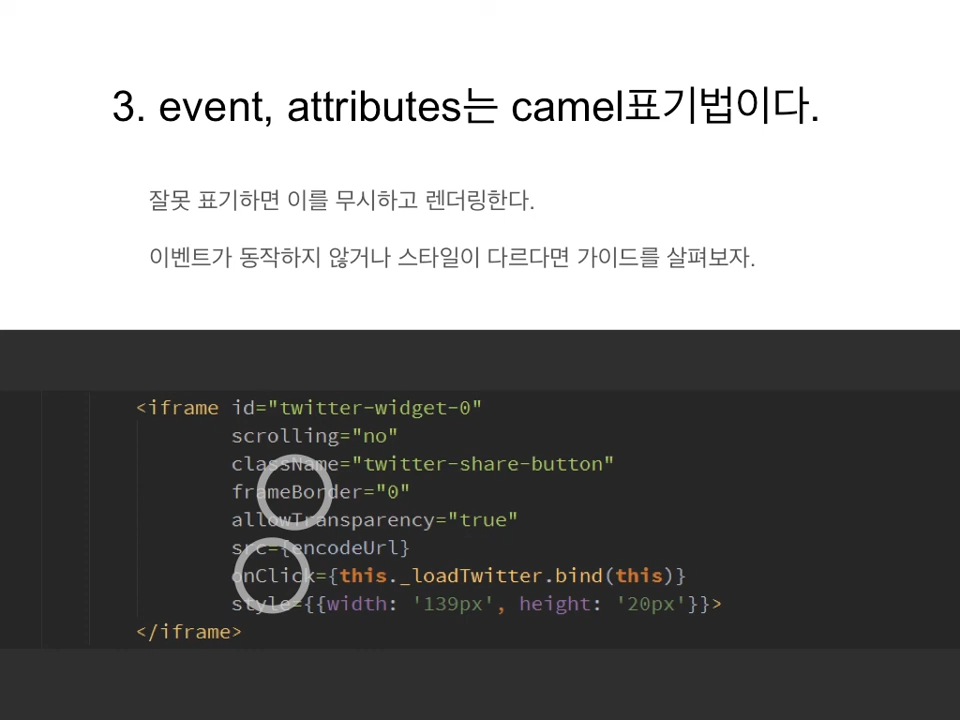 3. event, attributes는 camel표기법이다.
잘못 표기하면 이를 무시하고 렌더링한다.
이벤트가 동작하지 않거나 스타일이 다르다면 가이드를 살펴보자.
<iframe id="twitter-widget-0"
scrolling="no"
className="twitter-share-button"
frameBorder="0"
allowTransparency="true"
src={encodeUrl}
onClick={this._loadTwitter.bind(this)}
style={{width: '139px', height: '20px'}}>
</iframe>